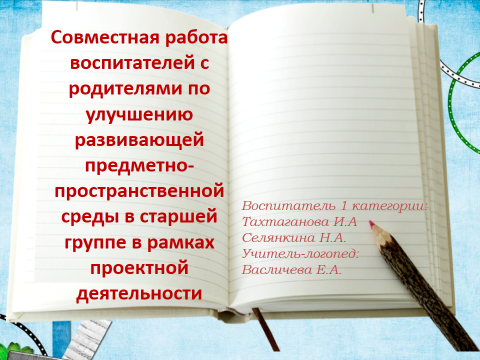 Совместная работа
воспитателей с
родителями по
улучшению
развивающей
предметно-
пространственной
среды в старшей
группе в рамках
проектной
деятельности
Воспитатель 1 категории:
Тахтаганова И.А
Селянкина Н.А.
Учитель-логопед:
Васличева Е.А.